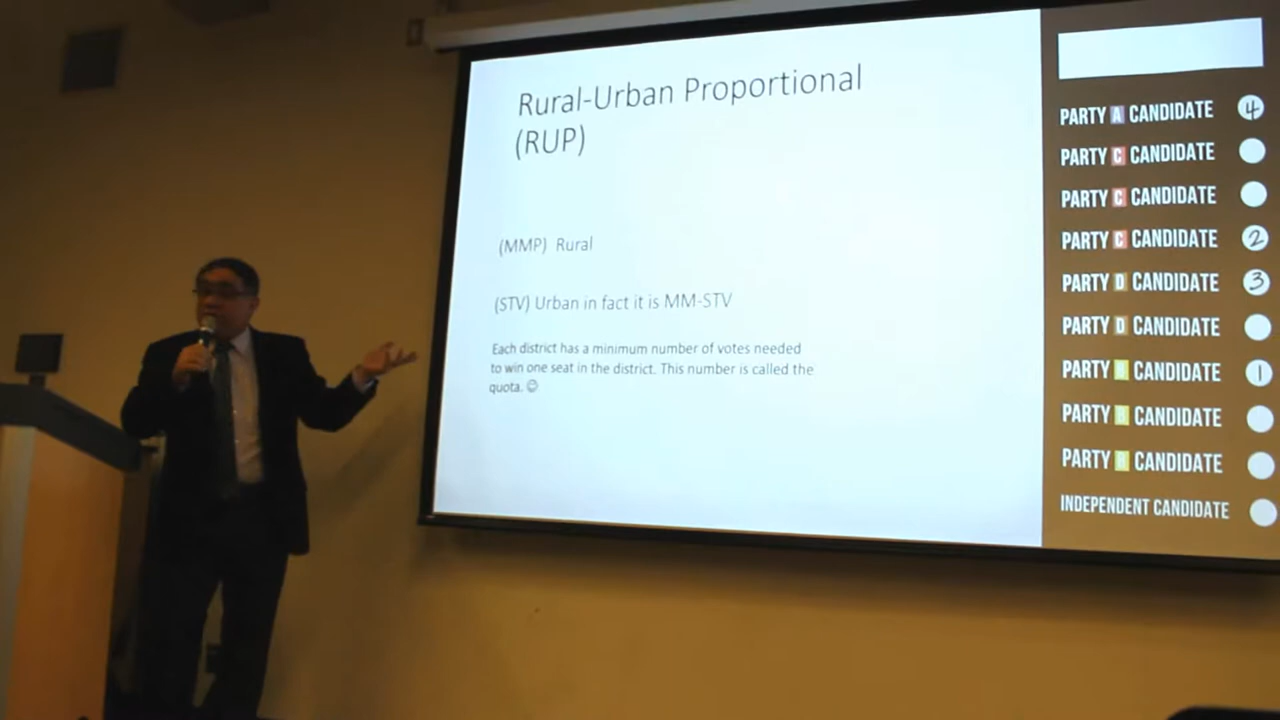 Rural-Urban Proportional
(RUP)
(MMP) Rural
(STV) Urban in fact it is MM-STV
Each district has a minimum number of votes needed
to win one seat in the district. This number is called the
quota. ☺
PARTY A CANDIDATE 4
PARTY C CANDIDATE
PARTY C CANDIDATE
PARTY C CANDIDATE 2
PARTY D CANDIDATE 3
PARTY D CANDIDATE
PARTY B CANDIDATE 1
PARTY B CANDIDATE
PARTY B CANDIDATE
INDEPENDENT CANDIDATE